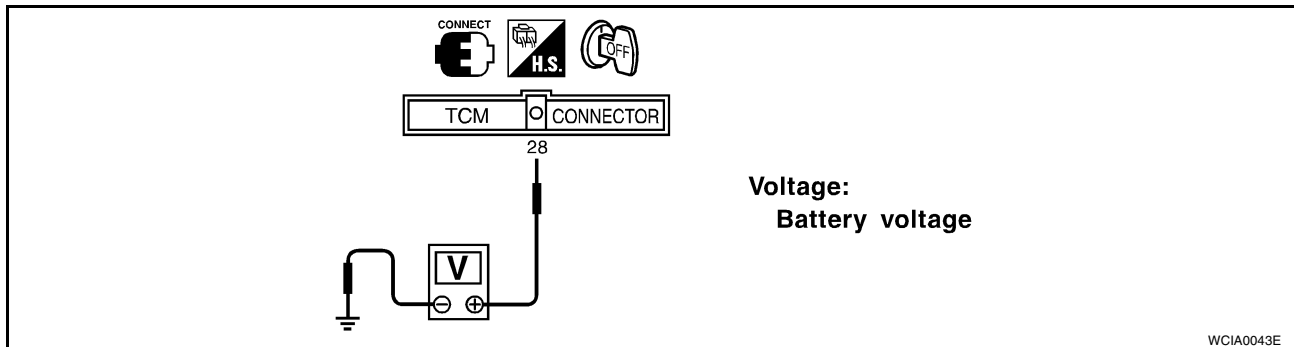 CONNECT
H.S.
OFF
TCM CONNECTOR
28
Voltage:
Battery voltage
V
WCIA0043E